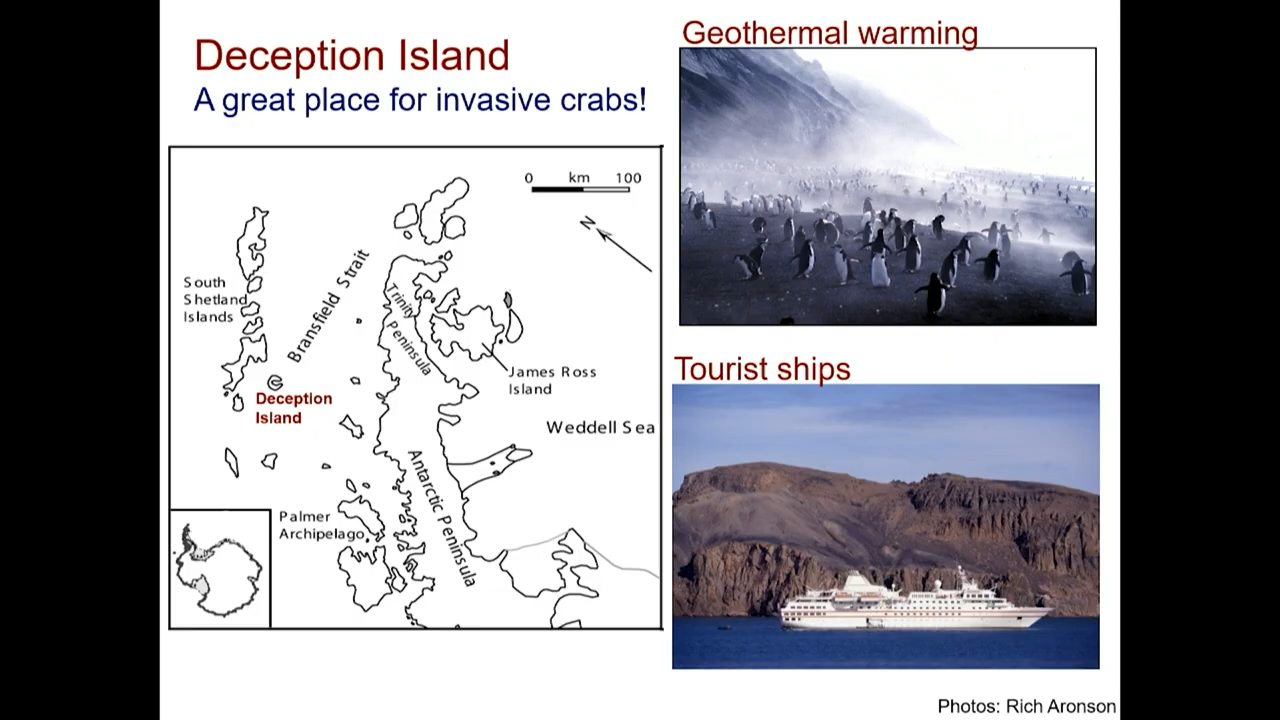 Deception Island
A great place for invasive crabs!
Geothermal warming
0 km 100
N
South
Shetland
Islands
Bransfield Strait
Trinity
Peninsula
James Ross
Island
Deception
Island
Weddell Sea
Antarctic Peninsula
Palmer
Archipelago
Tourist ships
Photos: Rich Aronson